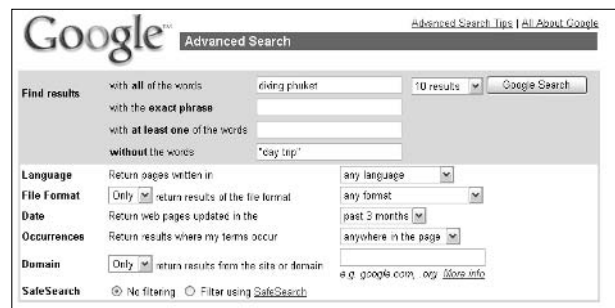 Advanced Search Tips | All About Google
Google™ Advanced Search
Find results with all of the words diving phuket 10 results Google Search
with the exact phrase
with at least one of the words
without the words "day trip"
Language Return pages written in any language
File Format Only return results of the file format any format
Date Return web pages updated in the past 3 months
Occurrences Return results where my terms occur anywhere in the page
Domain Only return results from the site or domain
e.g. google.com, .org More info
SafeSearch No filtering Filter using SafeSearch